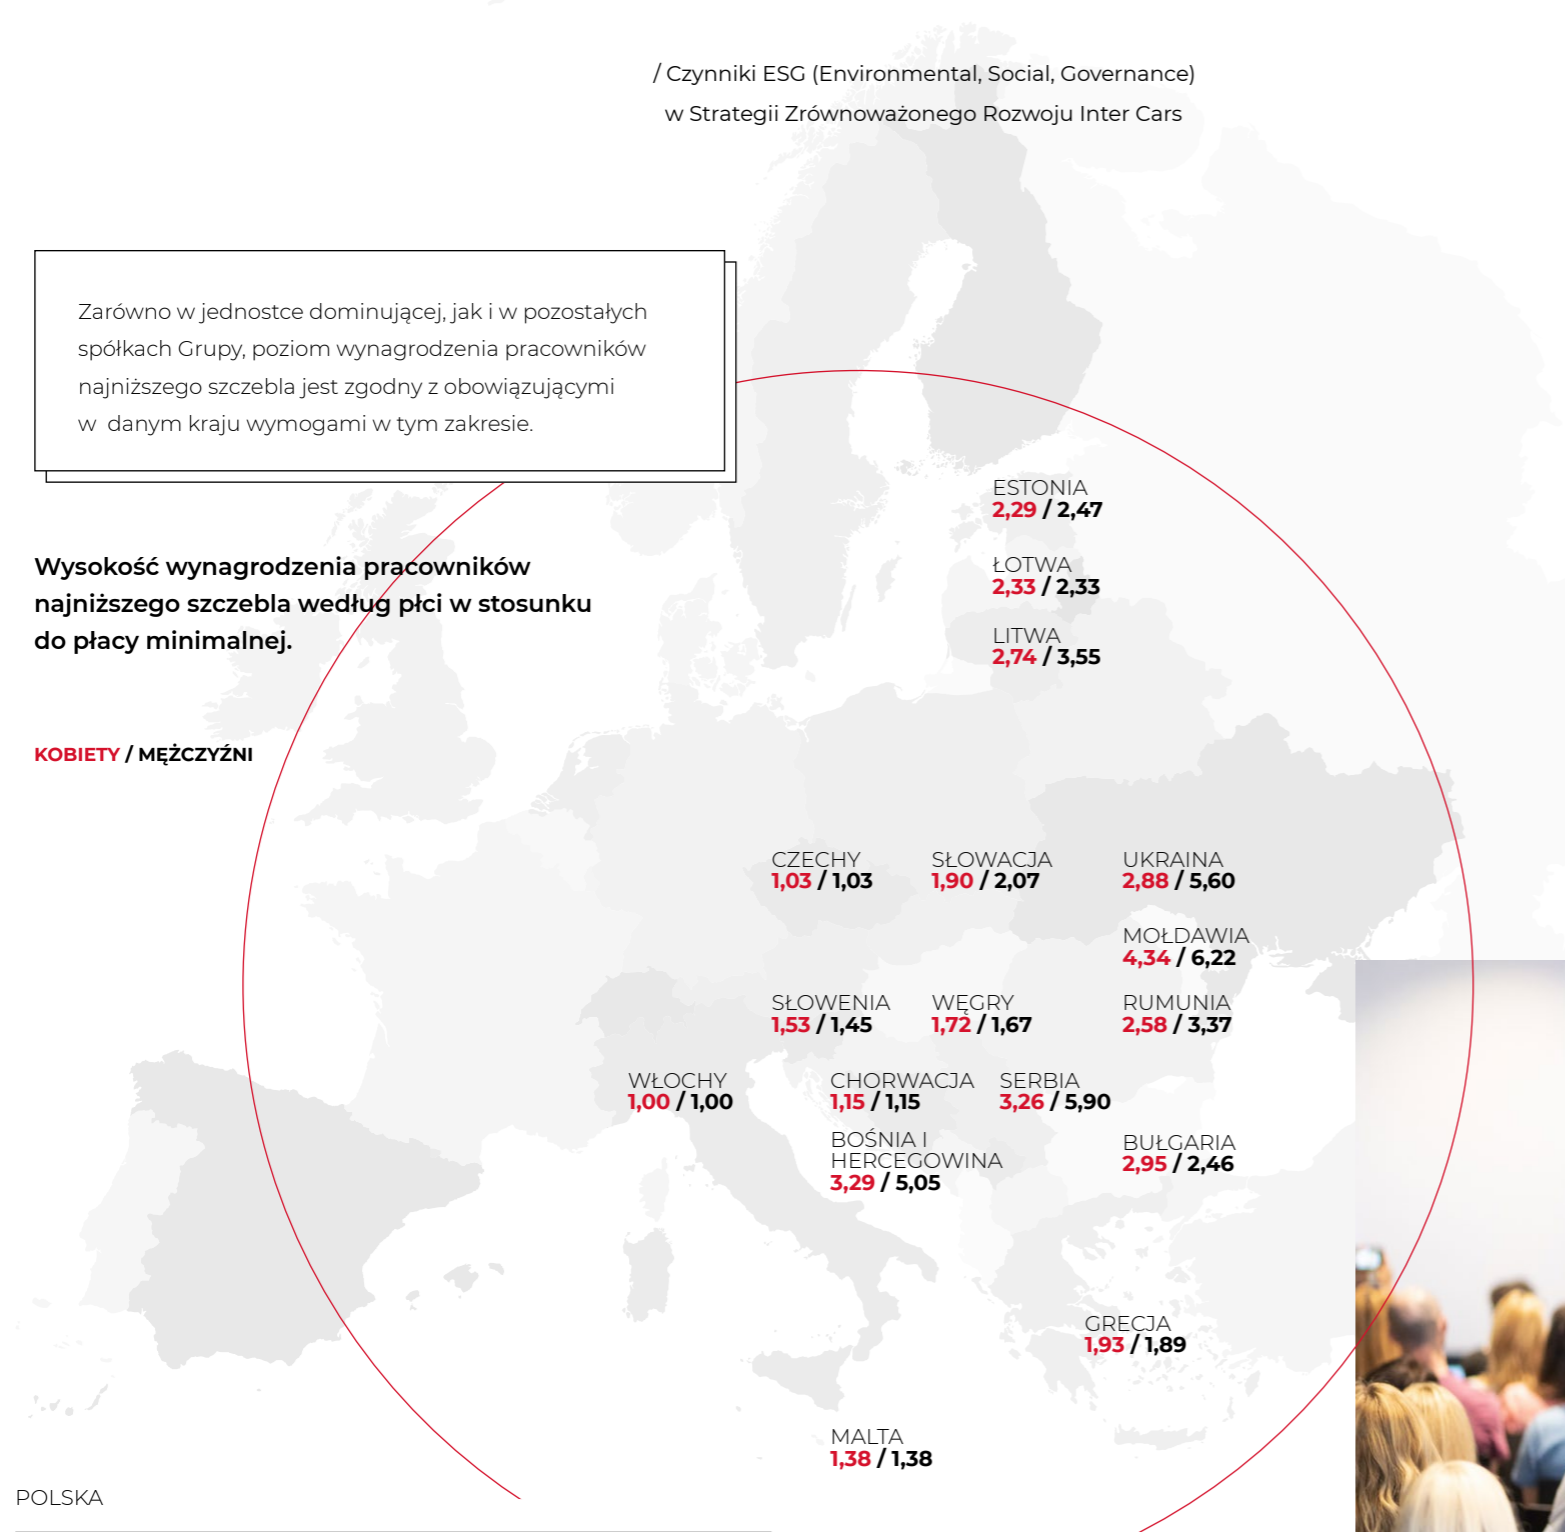 / Czynniki ESG (Environmental, Social, Governance)
w Strategii Zrównoważonego Rozwoju Inter Cars
Zarówno w jednostce dominującej, jak i w pozostałych
spółkach Grupy, poziom wynagrodzenia pracowników
najniższego szczebla jest zgodny z obowiązującymi
w danym kraju wymogami w tym zakresie.
Wysokość wynagrodzenia pracowników
najniższego szczebla według płci w stosunku
do płacy minimalnej.
KOBIETY / MĘŻCZYŹNI
ESTONIA
2,29 / 2,47
ŁOTWA
2,33 / 2,33
LITWA
2,74 / 3,55
CZECHY
1,03 / 1,03
SŁOWACJA
1,90 / 2,07
UKRAINA
2,88 / 5,60
MOŁDAWIA
4,34 / 6,22
SŁOWENIA
1,53 / 1,45
WĘGRY
1,72 / 1,67
RUMUNIA
2,58 / 3,37
WŁOCHY
1,00 / 1,00
CHORWACJA
1,15 / 1,15
SERBIA
3,26 / 5,90
BOŚNIA I
HERCEGOWINA
3,29 / 5,05
BUŁGARIA
2,95 / 2,46
GRECJA
1,93 / 1,89
MALTA
1,38 / 1,38
POLSKA